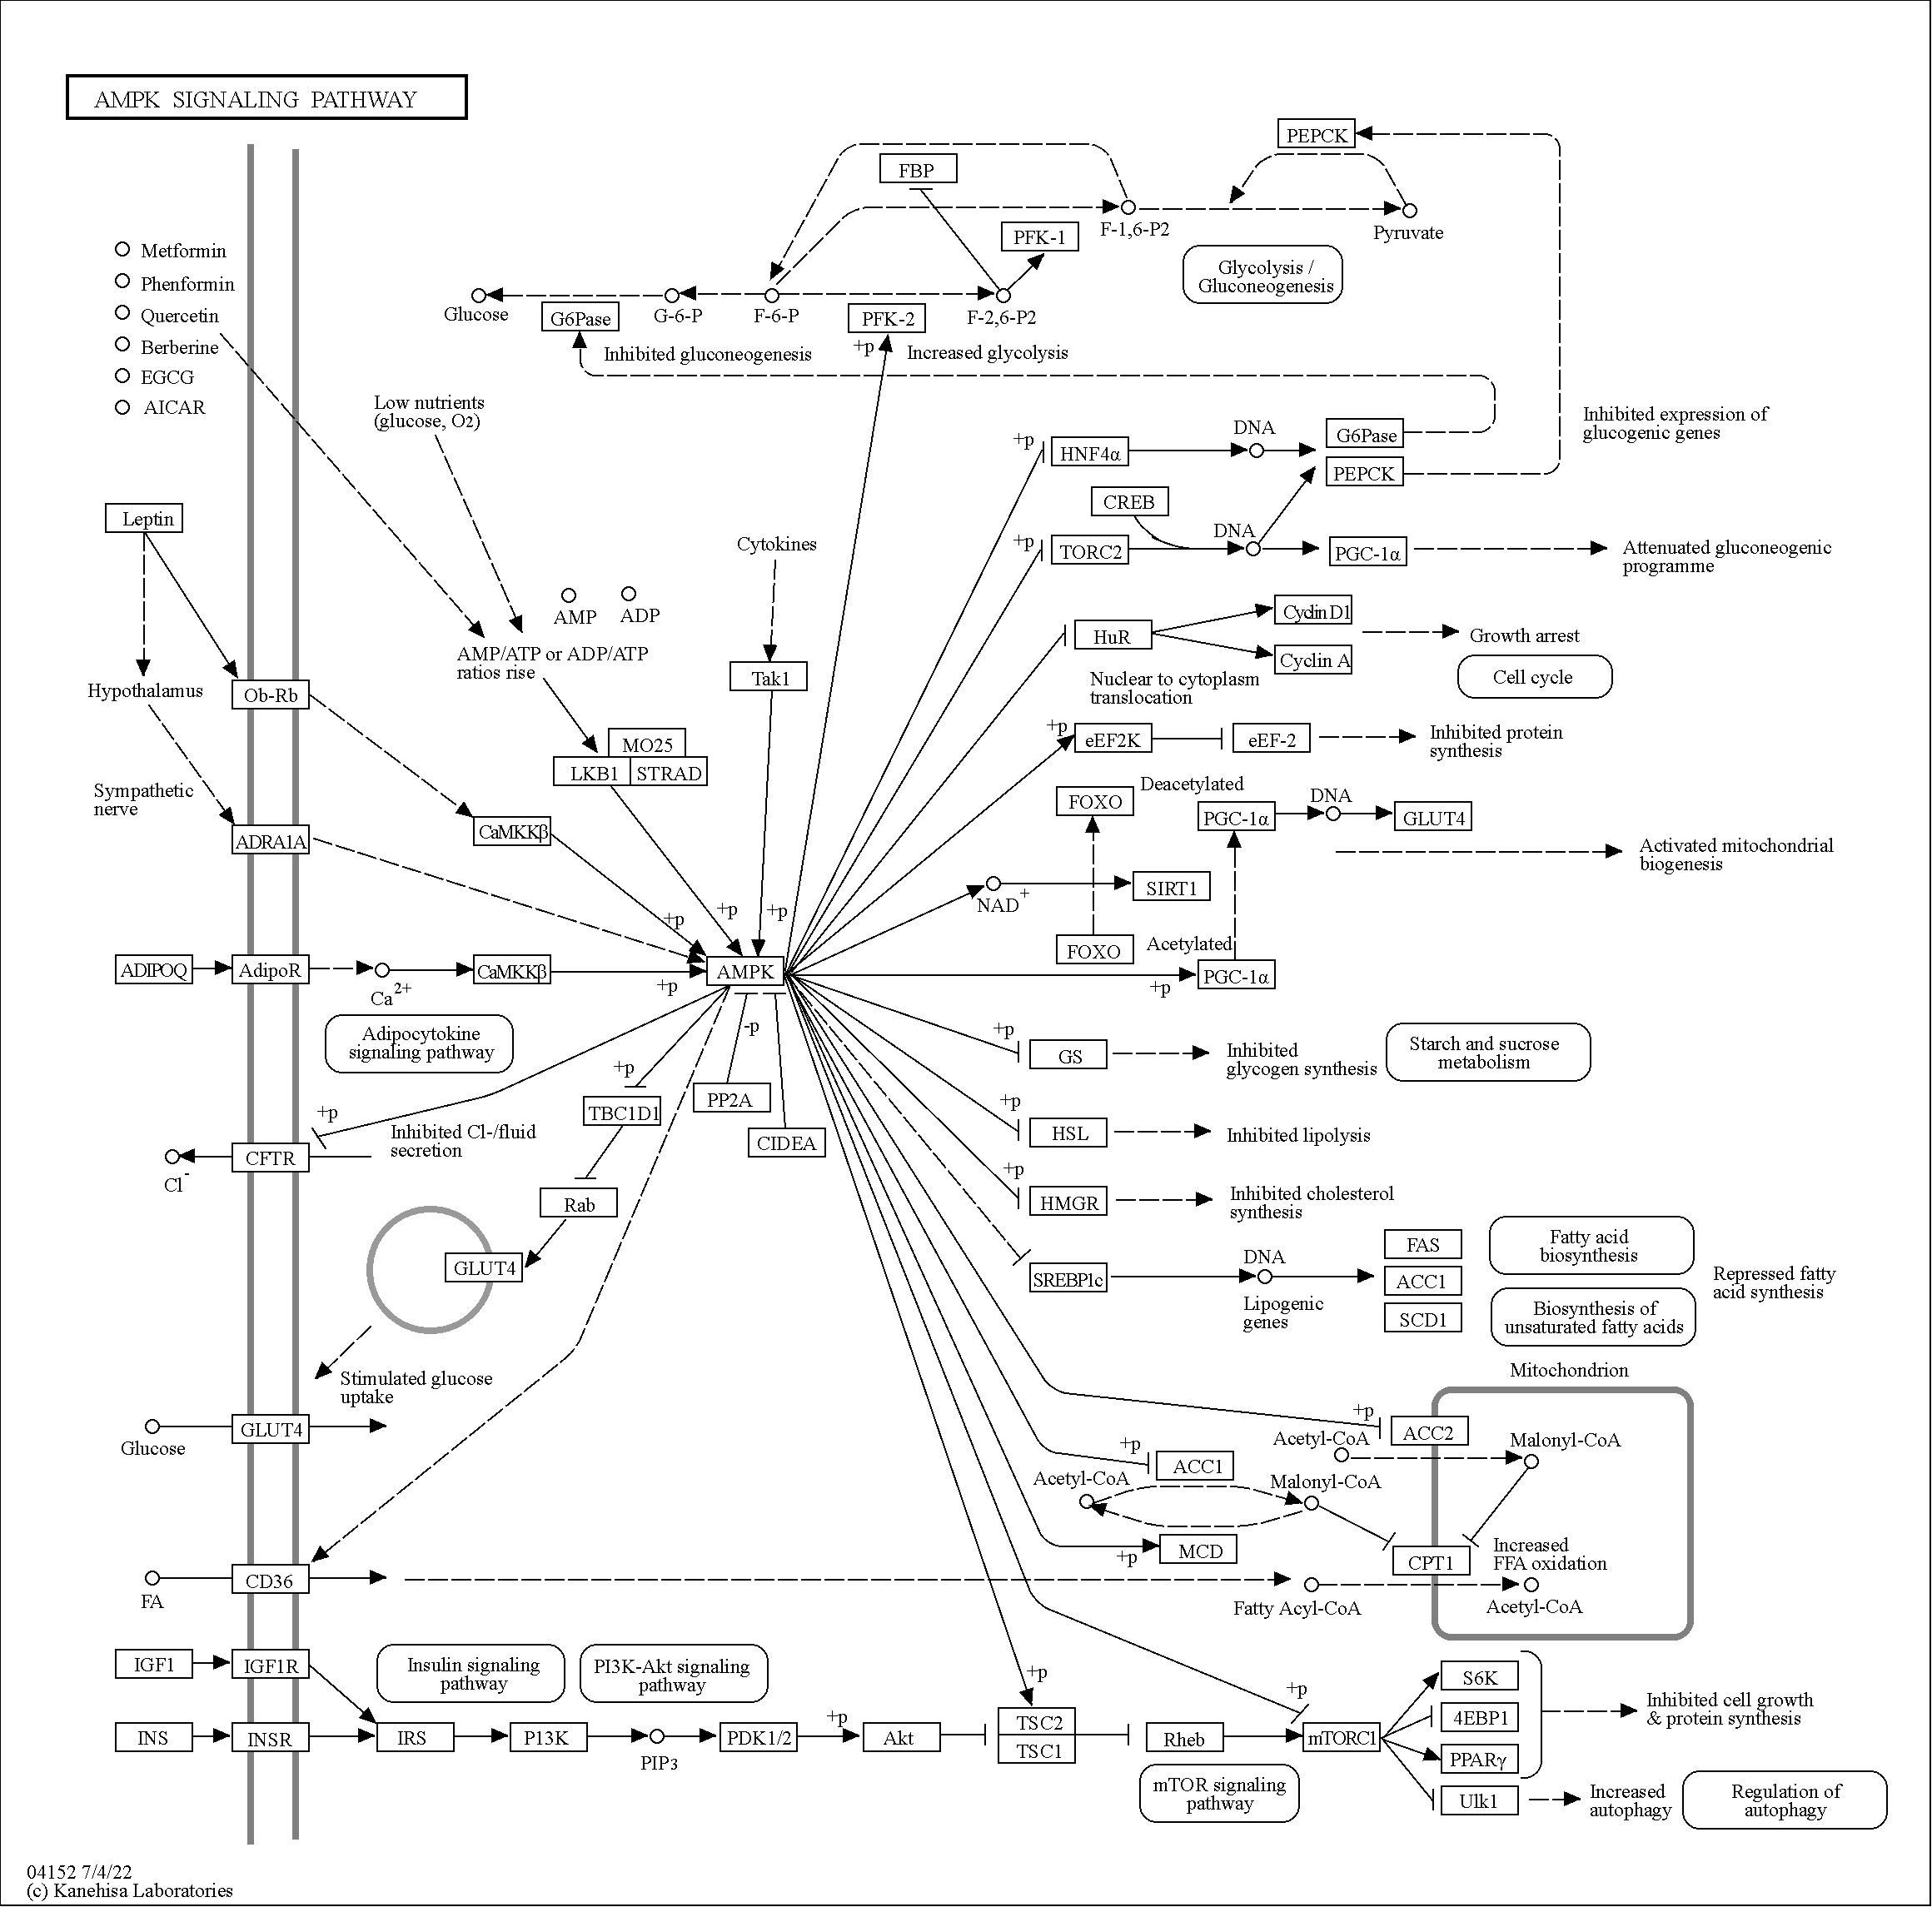 AMPK SIGNALING PATHWAY
PEPCK
FBP
F-1,6-P2
Pyruvate
PFK-1
Glycolysis /
Gluconeogenesis
Metformin
Phenformin
Quercetin
Berberine
EGCG
AICAR
Glucose
G6Pase
G-6-P
F-6-P
PFK-2
F-2,6-P2
+p
Inhibited gluconeogenesis
Increased glycolysis
Low nutrients
(glucose, O2)
+p
HNF4α
DNA
G6Pase
PEPCK
Inhibited expression of
glucogenic genes
CREB
+p
TORC2
DNA
PGC-1α
Attenuated gluconeogenic
programme
Leptin
Cytokines
AMP
ADP
AMP/ATP or ADP/ATP
ratios rise
Tak1
HuR
Cyclin D1
Cyclin A
Growth arrest
Cell cycle
Nuclear to cytoplasm
translocation
Hypothalamus
Ob-Rb
MO25
LKB1
STRAD
+p
eEF2K
eEF-2
Inhibited protein
synthesis
Sympathetic
nerve
ADRA1A
CaMKKβ
Deacetylated
FOXO
PGC-1α
DNA
GLUT4
Activated mitochondrial
biogenesis
NAD+
SIRT1
FOXO
Acetylated
PGC-1α
+p
+p
+p
+p
ADIPOQ
AdipoR
Ca2+
CaMKKβ
+p
AMPK
Adipocytokine
signaling pathway
-p
+p
GS
Inhibited
glycogen synthesis
Starch and sucrose
metabolism
+p
TBC1D1
PP2A
CIDEA
+p
HSL
Inhibited lipolysis
+p
CFTR
Cl-
Inhibited Cl-/fluid
secretion
Rab
+p
HMGR
Inhibited cholesterol
synthesis
GLUT4
SREBP1c
DNA
Lipogenic
genes
FAS
ACC1
SCD1
Fatty acid
biosynthesis
Biosynthesis of
unsaturated fatty acids
Repressed fatty
acid synthesis
Stimulated glucose
uptake
Glucose
GLUT4
Mitochondrion
+p
ACC2
Acetyl-CoA
Malonyl-CoA
+p
ACC1
Acetyl-CoA
Malonyl-CoA
+p
MCD
CPT1
Increased
FFA oxidation
FA
CD36
Fatty Acyl-CoA
Acetyl-CoA
IGF1
IGF1R
Insulin signaling
pathway
PI3K-Akt signaling
pathway
+p
+p
INS
INSR
IRS
P13K
PIP3
PDK1/2
+p
Akt
TSC2
TSC1
Rheb
mTORC1
mTOR signaling
pathway
S6K
4EBP1
PPARγ
Ulk1
Inhibited cell growth
& protein synthesis
Increased
autophagy
Regulation of
autophagy
04152 7/4/22
(c) Kanehisa Laboratories